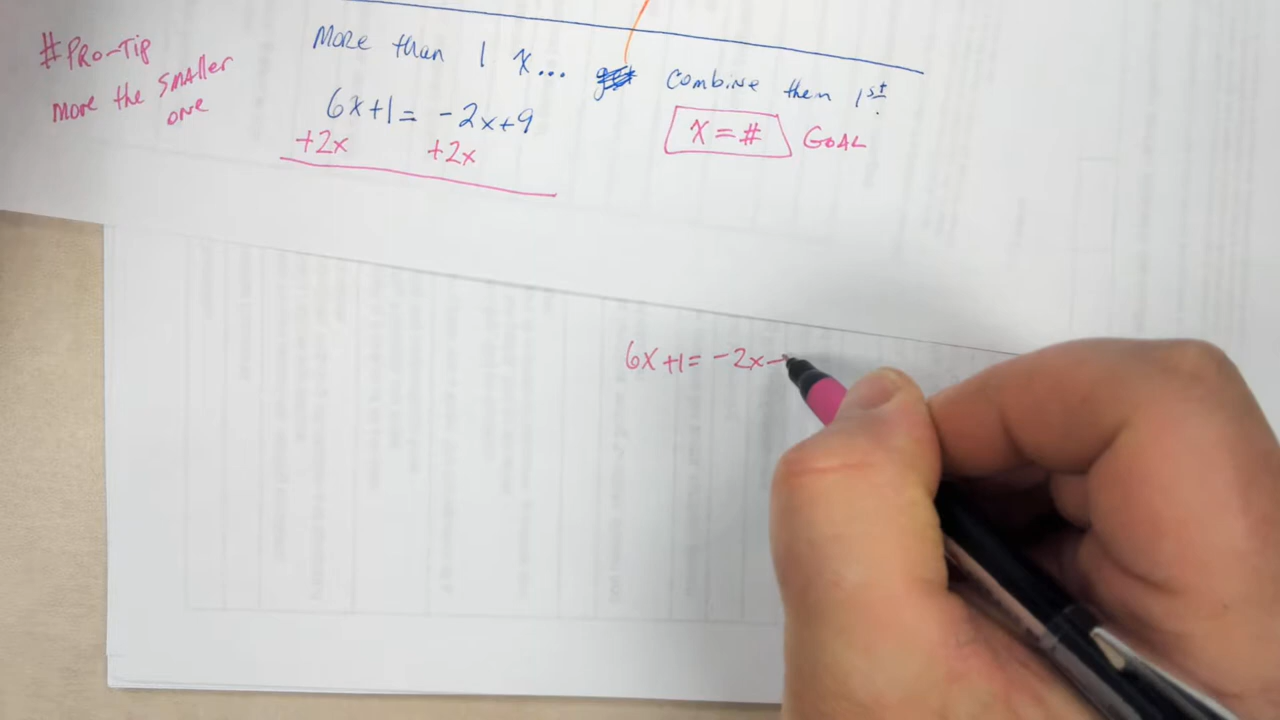 #PRO-TIP
move the smaller
one
More than 1 x... combine them 1st.
6x+1= -2x+9
+2x +2x
x=# GOAL
6x+1= -2x